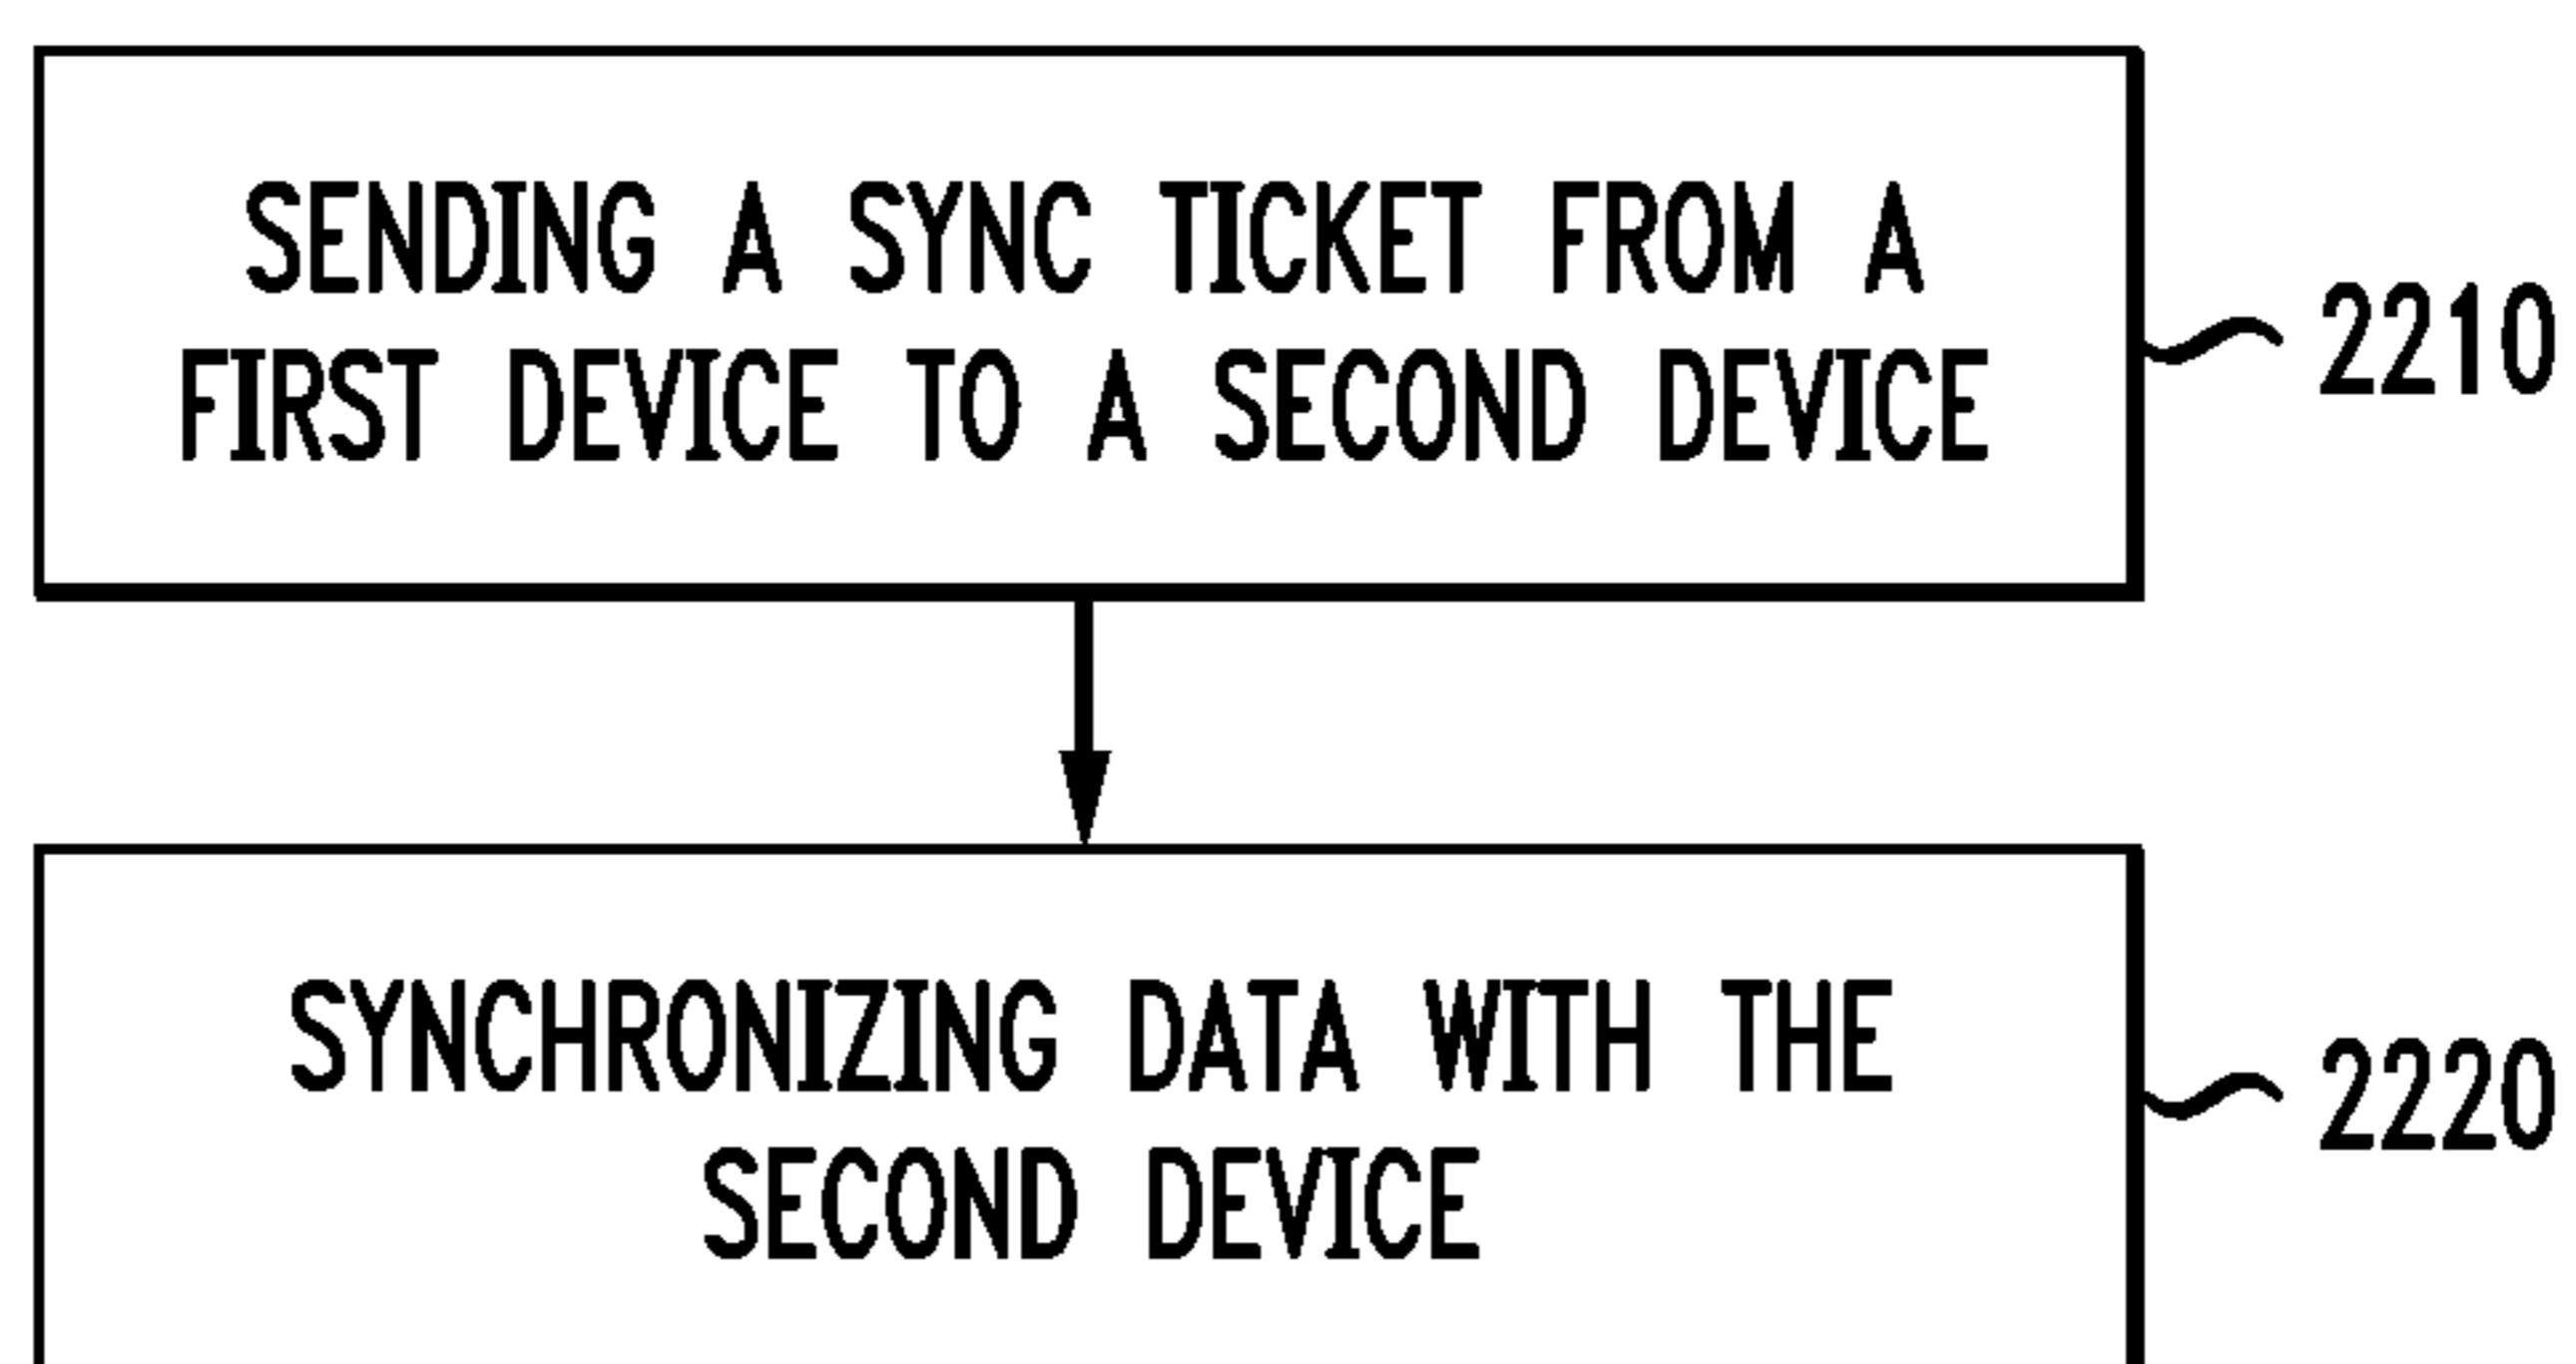 SENDING A SYNC TICKET FROM A
FIRST DEVICE TO A SECOND DEVICE
2210
SYNCHRONIZING DATA WITH THE
SECOND DEVICE
2220